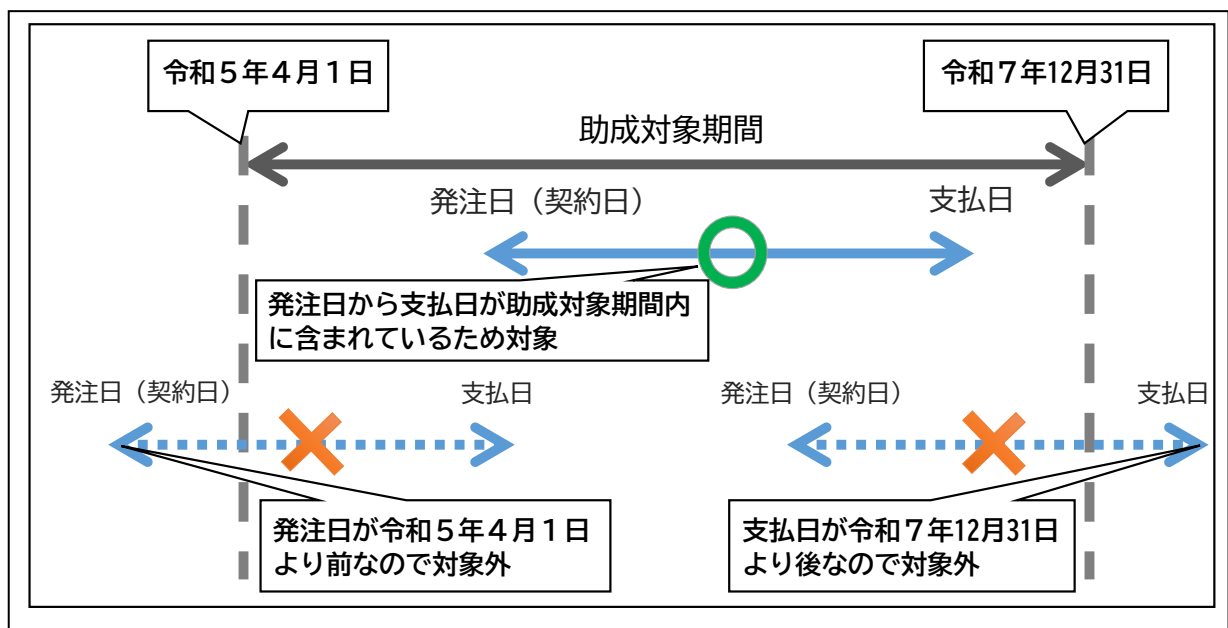 令和５年４月１日
令和７年12月31日
助成対象期間
発注日（契約日）
支払日
発注日から支払日が助成対象期間内
に含まれているため対象
発注日（契約日）
支払日
発注日（契約日）
支払日
発注日が令和５年４月１日
より前なので対象外
支払日が令和７年12月31日
より後なので対象外